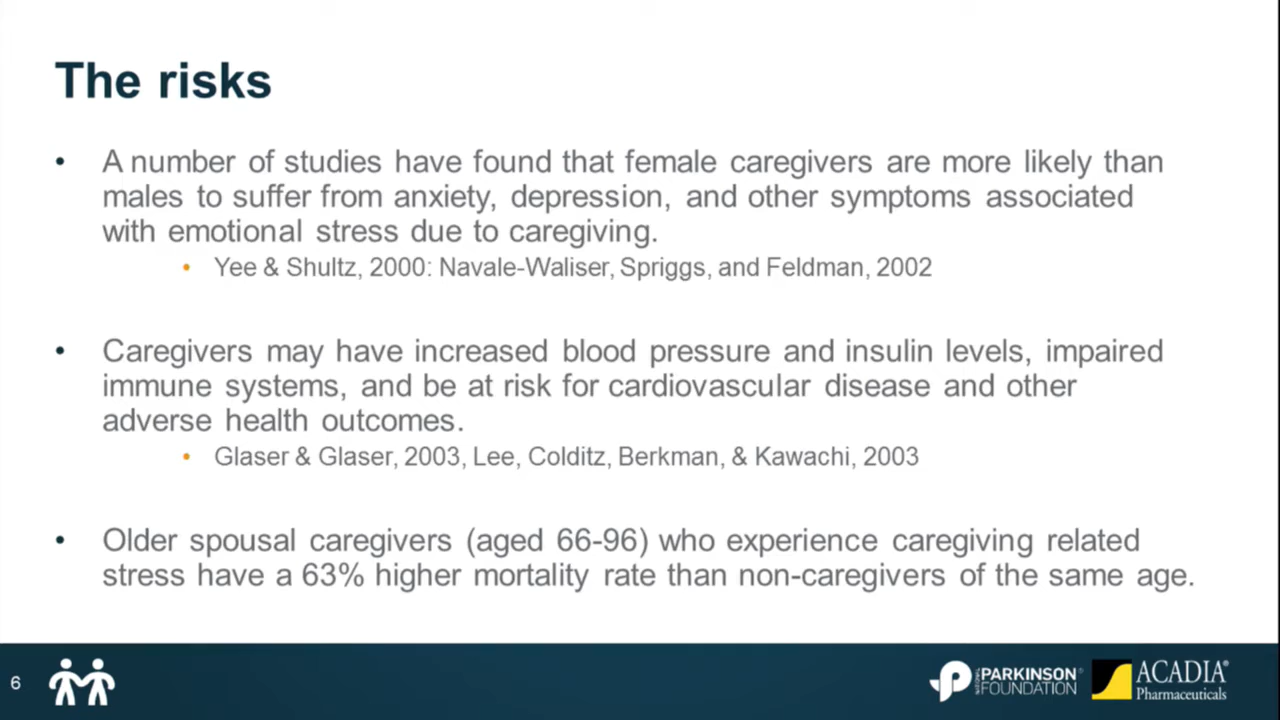 The risks
• A number of studies have found that female caregivers are more likely than
males to suffer from anxiety, depression, and other symptoms associated
with emotional stress due to caregiving.
• Yee & Shultz, 2000: Navale-Waliser, Spriggs, and Feldman, 2002
• Caregivers may have increased blood pressure and insulin levels, impaired
immune systems, and be at risk for cardiovascular disease and other
adverse health outcomes.
• Glaser & Glaser, 2003, Lee, Colditz, Berkman, & Kawachi, 2003
• Older spousal caregivers (aged 66-96) who experience caregiving related
stress have a 63% higher mortality rate than non-caregivers of the same age.
6
NATIONAL
PARKINSON®
FOUNDATION
ACADIA®
Pharmaceuticals